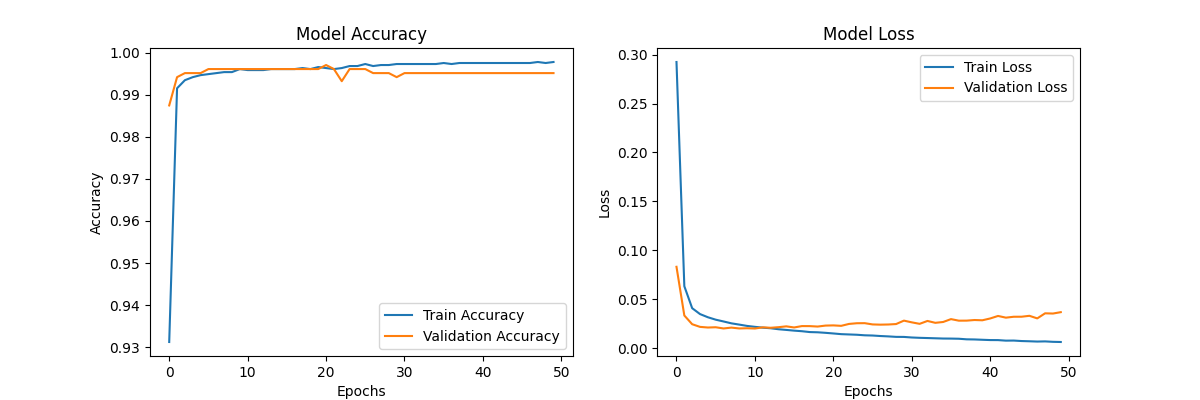 Model Accuracy
Accuracy
1.00
0.99
0.98
0.97
0.96
0.95
0.94
0.93
0 10 20 30 40 50
Epochs
Train Accuracy
Validation Accuracy
Model Loss
Loss
0.30
0.25
0.20
0.15
0.10
0.05
0.00
0 10 20 30 40 50
Epochs
Train Loss
Validation Loss